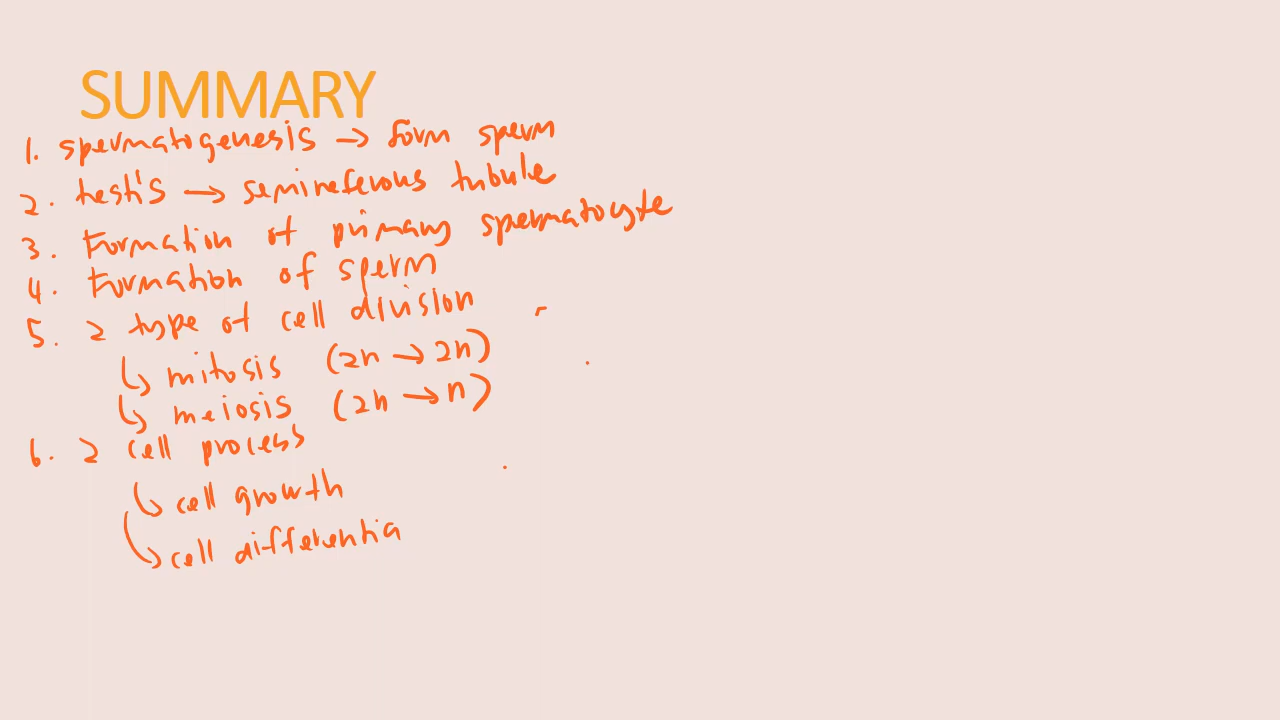 SUMMARY
1. spermatogenesis → form sperm
2. testis → semineferous tubule
3. Formation of primary spermatocyte
4. Formation of sperm
5. 2 type of cell division
↳ mitosis (2n → 2n)
↳ meiosis (2n → n)
6. 2 cell process
↳ cell growth
↳ cell differentia